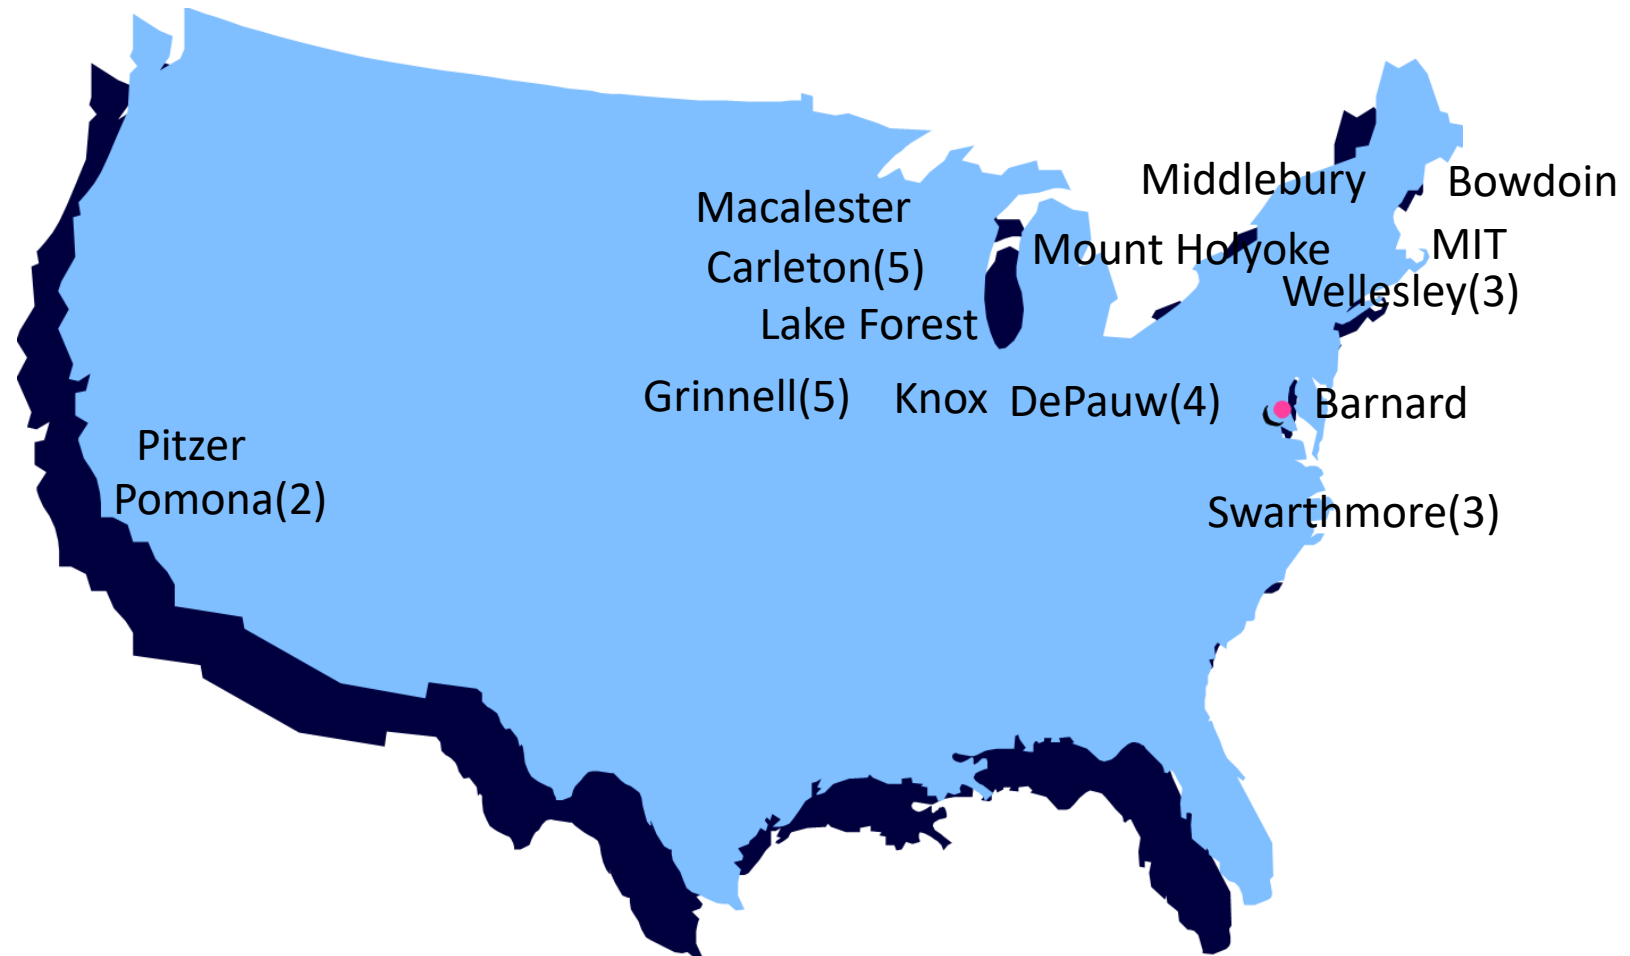 Middlebury
Bowdoin
Macalester
Mount Holyoke
MIT
Carleton(5)
Wellesley(3)
Lake Forest
Grinnell(5)
Knox
DePauw(4)
Barnard
Pitzer
Pomona(2)
Swarthmore(3)